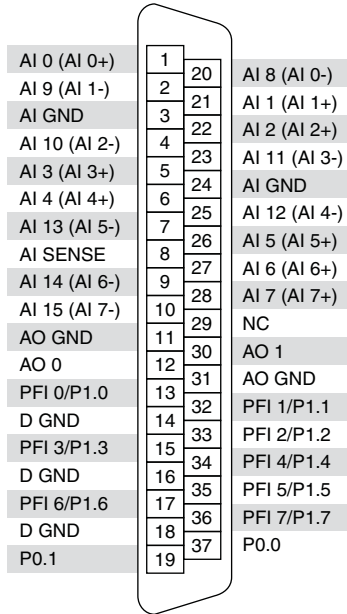 AI 0 (AI 0+) 1
20 AI 8 (AI 0-)
AI 9 (AI 1-) 2
21 AI 1 (AI 1+)
AI GND 3
22 AI 2 (AI 2+)
AI 10 (AI 2-) 4
23 AI 11 (AI 3-)
AI 3 (AI 3+) 5
24 AI GND
AI 4 (AI 4+) 6
25 AI 12 (AI 4-)
AI 13 (AI 5-) 7
26 AI 5 (AI 5+)
AI SENSE 8
27 AI 6 (AI 6+)
AI 14 (AI 6-) 9
28 AI 7 (AI 7+)
AI 15 (AI 7-) 10
29 NC
AO GND 11
30 AO 1
AO 0 12
31 AO GND
PFI 0/P1.0 13
32 PFI 1/P1.1
D GND 14
33 PFI 2/P1.2
PFI 3/P1.3 15
34 PFI 4/P1.4
D GND 16
35 PFI 5/P1.5
PFI 6/P1.6 17
36 PFI 7/P1.7
D GND 18
37 P0.0
P0.1 19